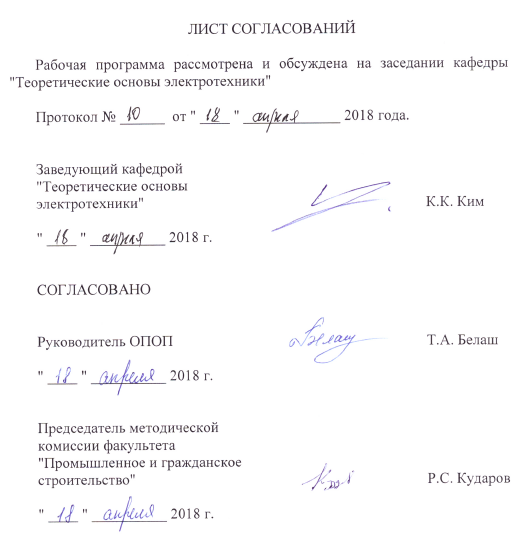 ЛИСТ СОГЛАСОВАНИЙ
Рабочая программа рассмотрена и обсуждена на заседании кафедры
"Теоретические основы электротехники"
Протокол № 10 от " 18 " апреля 2018 года.
Заведующий кафедрой
"Теоретические основы
электротехники"
К.К. Ким
" 18 " апреля 2018 г.
СОГЛАСОВАНО
Руководитель ОПОП
Белаш
Т.А. Белаш
" 18 " апреля 2018 г.
Председатель методической
комиссии факультета
"Промышленное и гражданское
строительство"
Р.С. Кударов
" 18 " апреля 2018 г.